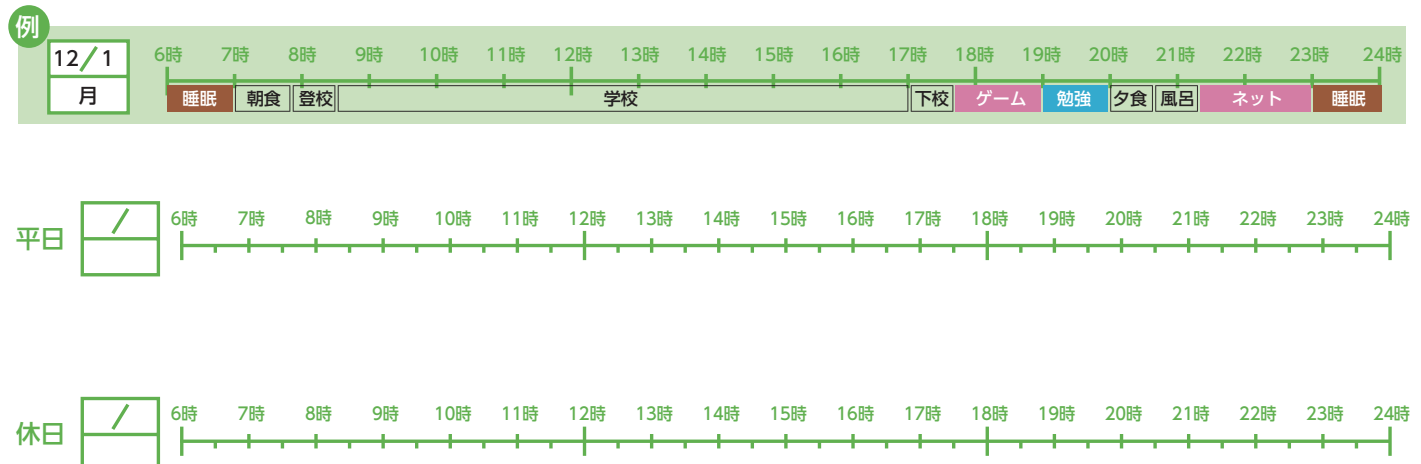 例
12/1 6時 7時 8時 9時 10時 11時 12時 13時 14時 15時 16時 17時 18時 19時 20時 21時 22時 23時 24時
月 睡眠 朝食 登校 学校 下校 ゲーム 勉強 夕食 風呂 ネット 睡眠
平日 / 6時 7時 8時 9時 10時 11時 12時 13時 14時 15時 16時 17時 18時 19時 20時 21時 22時 23時 24時
休日 / 6時 7時 8時 9時 10時 11時 12時 13時 14時 15時 16時 17時 18時 19時 20時 21時 22時 23時 24時